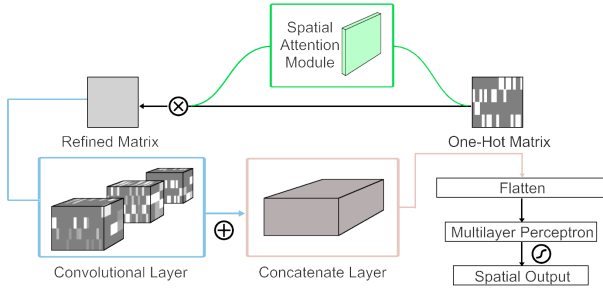 Spatial
Attention
Module
Refined Matrix
One-Hot Matrix
Convolutional Layer
Concatenate Layer
Flatten
Multilayer Perceptron
Spatial Output